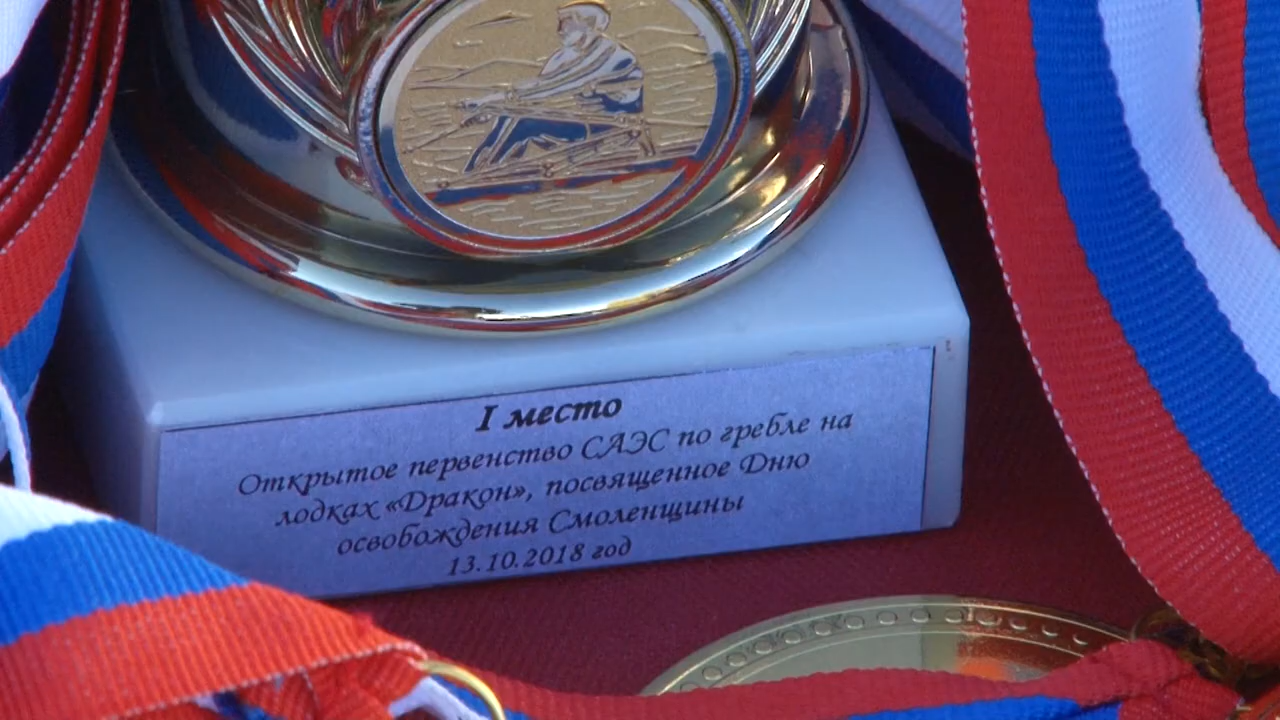 I место
Открытое первенство САЭС по гребле на
лодках «Дракон», посвященное Дню
освобождения Смоленщины
13.10.2018 год